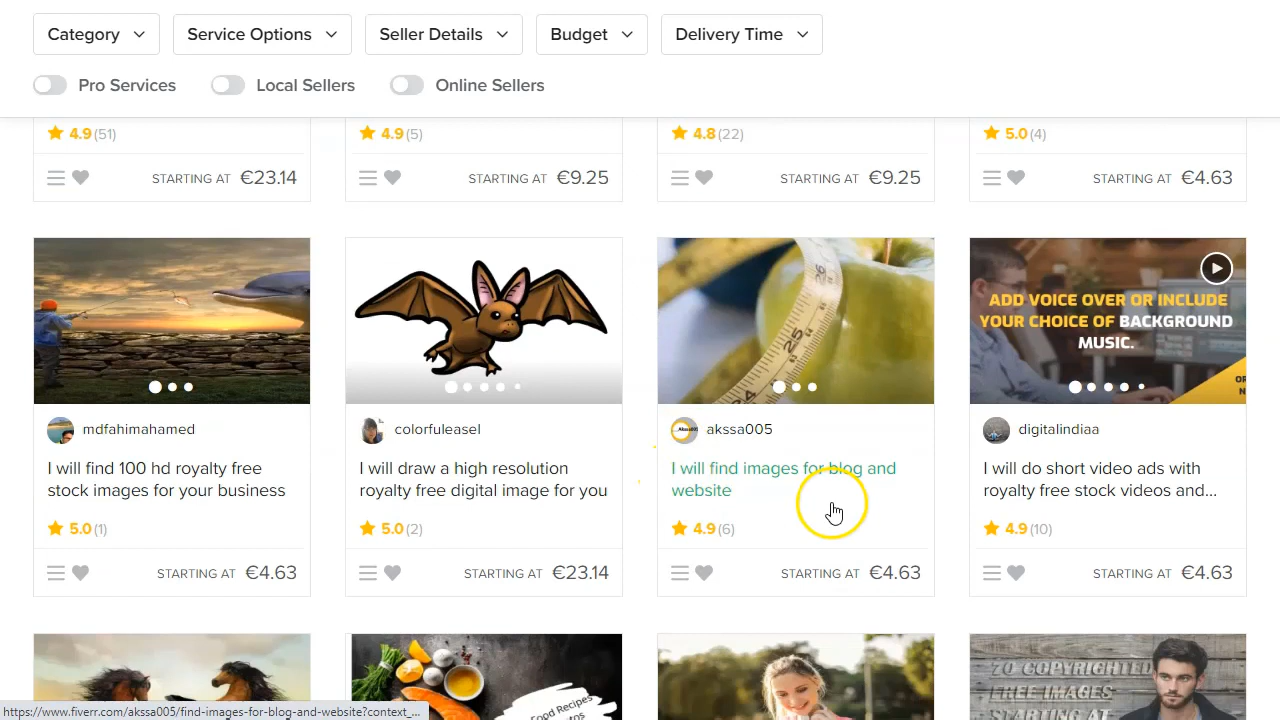 Category
Service Options
Seller Details
Budget
Delivery Time
Pro Services
Local Sellers
Online Sellers
4.9 (51)
4.9 (5)
4.8 (22)
5.0 (4)
STARTING AT €23.14
STARTING AT €9.25
STARTING AT €9.25
STARTING AT €4.63
26
25
24
ADD VOICE OVER OR INCLUDE
YOUR CHOICE OF BACKGROUND
MUSIC.
mdfahimahamed
colorfuleasel
akssa005
digitalindiaa
I will find 100 hd royalty free
stock images for your business
I will draw a high resolution
royalty free digital image for you
I will find images for blog and
website
I will do short video ads with
royalty free stock videos and...
5.0 (1)
5.0 (2)
4.9 (6)
4.9 (10)
STARTING AT €4.63
STARTING AT €23.14
STARTING AT €4.63
STARTING AT €4.63
Food Recipes
70 COPYRIGHTED
FREE IMAGES
STARTING AT
https://www.fiverr.com/akssa005/find-images-for-blog-and-website?context_...